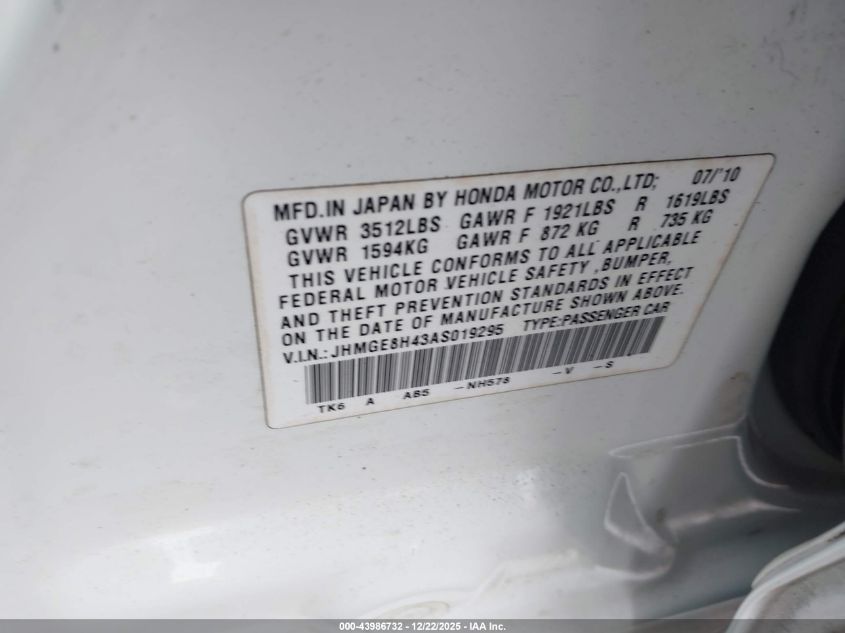 MFD.IN JAPAN BY HONDA MOTOR CO.,LTD; 07/'10
GVWR 3512LBS GAWR F 1921LBS R 1619LBS
GVWR 1594KG GAWR F 872 KG R 735 KG
THIS VEHICLE CONFORMS TO ALL APPLICABLE
FEDERAL MOTOR VEHICLE SAFETY ,BUMPER,
AND THEFT PREVENTION STANDARDS IN EFFECT
ON THE DATE OF MANUFACTURE SHOWN ABOVE.
V.I.N.: JHMGE8H43AS019295 TYPE:PASSENGER CAR
TK6 A AB5 -NH578 -V -S
000-43986732 - 12/22/2025 - IAA Inc.